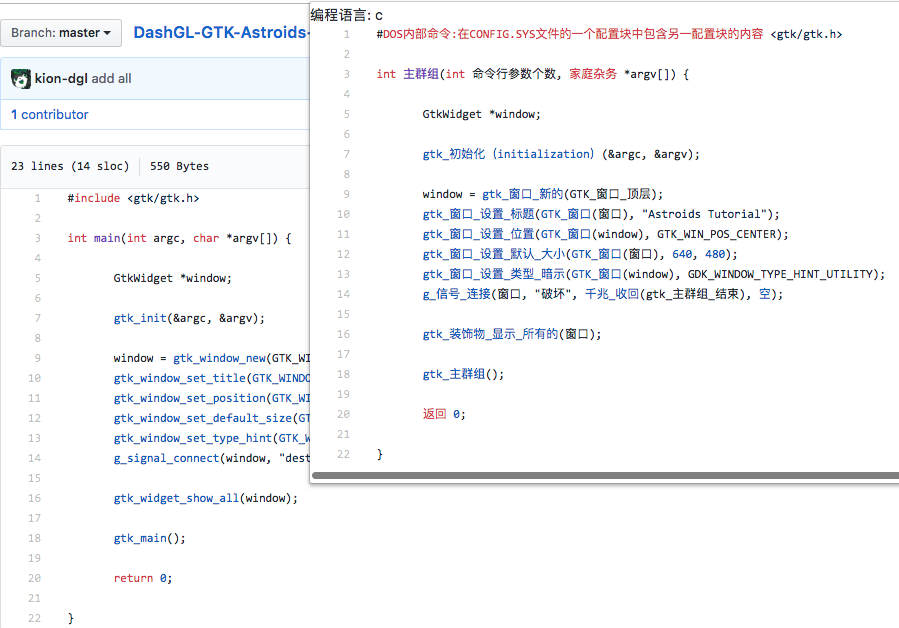 Branch: master
DashGL-GTK-Astroids-
kion-dgl add all
1 contributor
23 lines (14 sloc) 550 Bytes
1 #include <gtk/gtk.h>
2
3 int main(int argc, char *argv[]) {
4
5 GtkWidget *window;
6
7 gtk_init(&argc, &argv);
8
9 window = gtk_window_new(GTK_WI
10 gtk_window_set_title(GTK_WINDO
11 gtk_window_set_position(GTK_WI
12 gtk_window_set_default_size(GT
13 gtk_window_set_type_hint(GTK_W
14 g_signal_connect(window, "dest
15
16 gtk_widget_show_all(window);
17
18 gtk_main();
19
20 return 0;
21
22 }
编程语言: c
1 #DOS内部命令:在CONFIG.SYS文件的一个配置块中包含另一配置块的内容 <gtk/gtk.h>
2
3 int 主群组(int 命令行参数个数, 家庭杂务 *argv[]) {
4
5 GtkWidget *window;
6
7 gtk_初始化（initialization）(&argc, &argv);
8
9 window = gtk_窗口_新的(GTK_窗口_顶层);
10 gtk_窗口_设置_标题(GTK_窗口(窗口), "Astroids Tutorial");
11 gtk_窗口_设置_位置(GTK_窗口(window), GTK_WIN_POS_CENTER);
12 gtk_窗口_设置_默认_大小(GTK_窗口(窗口), 640, 480);
13 gtk_窗口_设置_类型_暗示(GTK_窗口(window), GDK_WINDOW_TYPE_HINT_UTILITY);
14 g_信号_连接(窗口, "破坏", 千兆_收回(gtk_主群组_结束), 空);
15
16 gtk_装饰物_显示_所有的(窗口);
17
18 gtk_主群组();
19
20 返回 0;
21
22 }